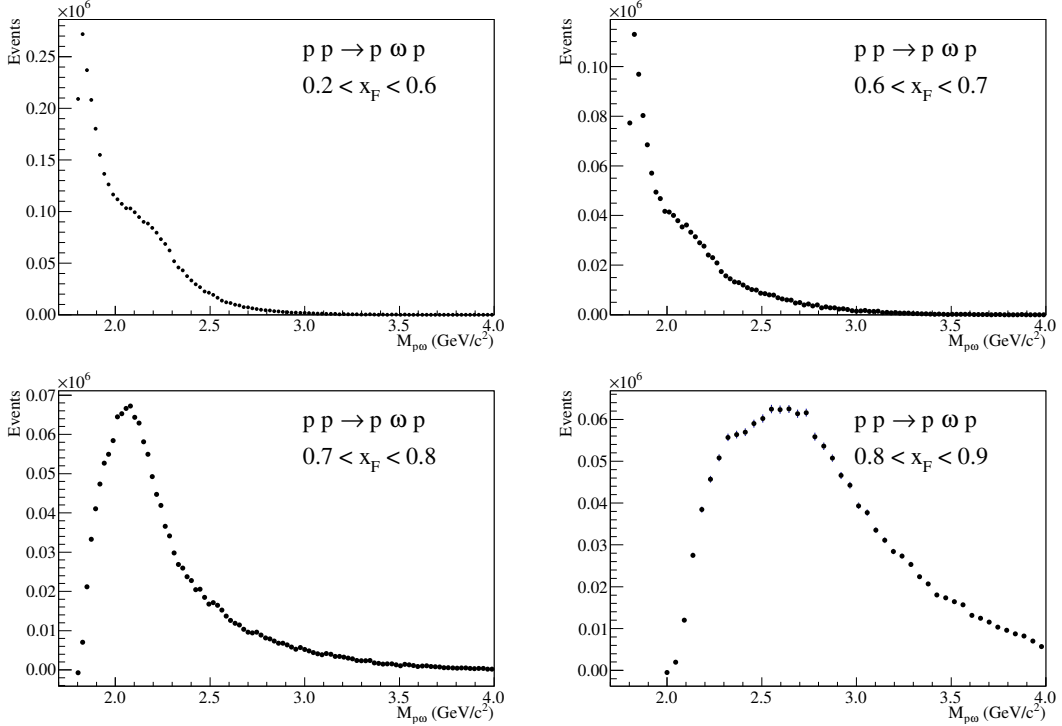 ×10⁶
Events
p p → p ω p
0.2 < x_F < 0.6
0.25
0.20
0.15
0.10
0.05
0.00
2.0 2.5 3.0 3.5 4.0
M_pω (GeV/c²)
×10⁶
Events
p p → p ω p
0.6 < x_F < 0.7
0.10
0.08
0.06
0.04
0.02
0.00
2.0 2.5 3.0 3.5 4.0
M_pω (GeV/c²)
×10⁶
Events
p p → p ω p
0.7 < x_F < 0.8
0.07
0.06
0.05
0.04
0.03
0.02
0.01
0.00
2.0 2.5 3.0 3.5 4.0
M_pω (GeV/c²)
×10⁶
Events
p p → p ω p
0.8 < x_F < 0.9
0.06
0.05
0.04
0.03
0.02
0.01
0.00
2.0 2.5 3.0 3.5 4.0
M_pω (GeV/c²)